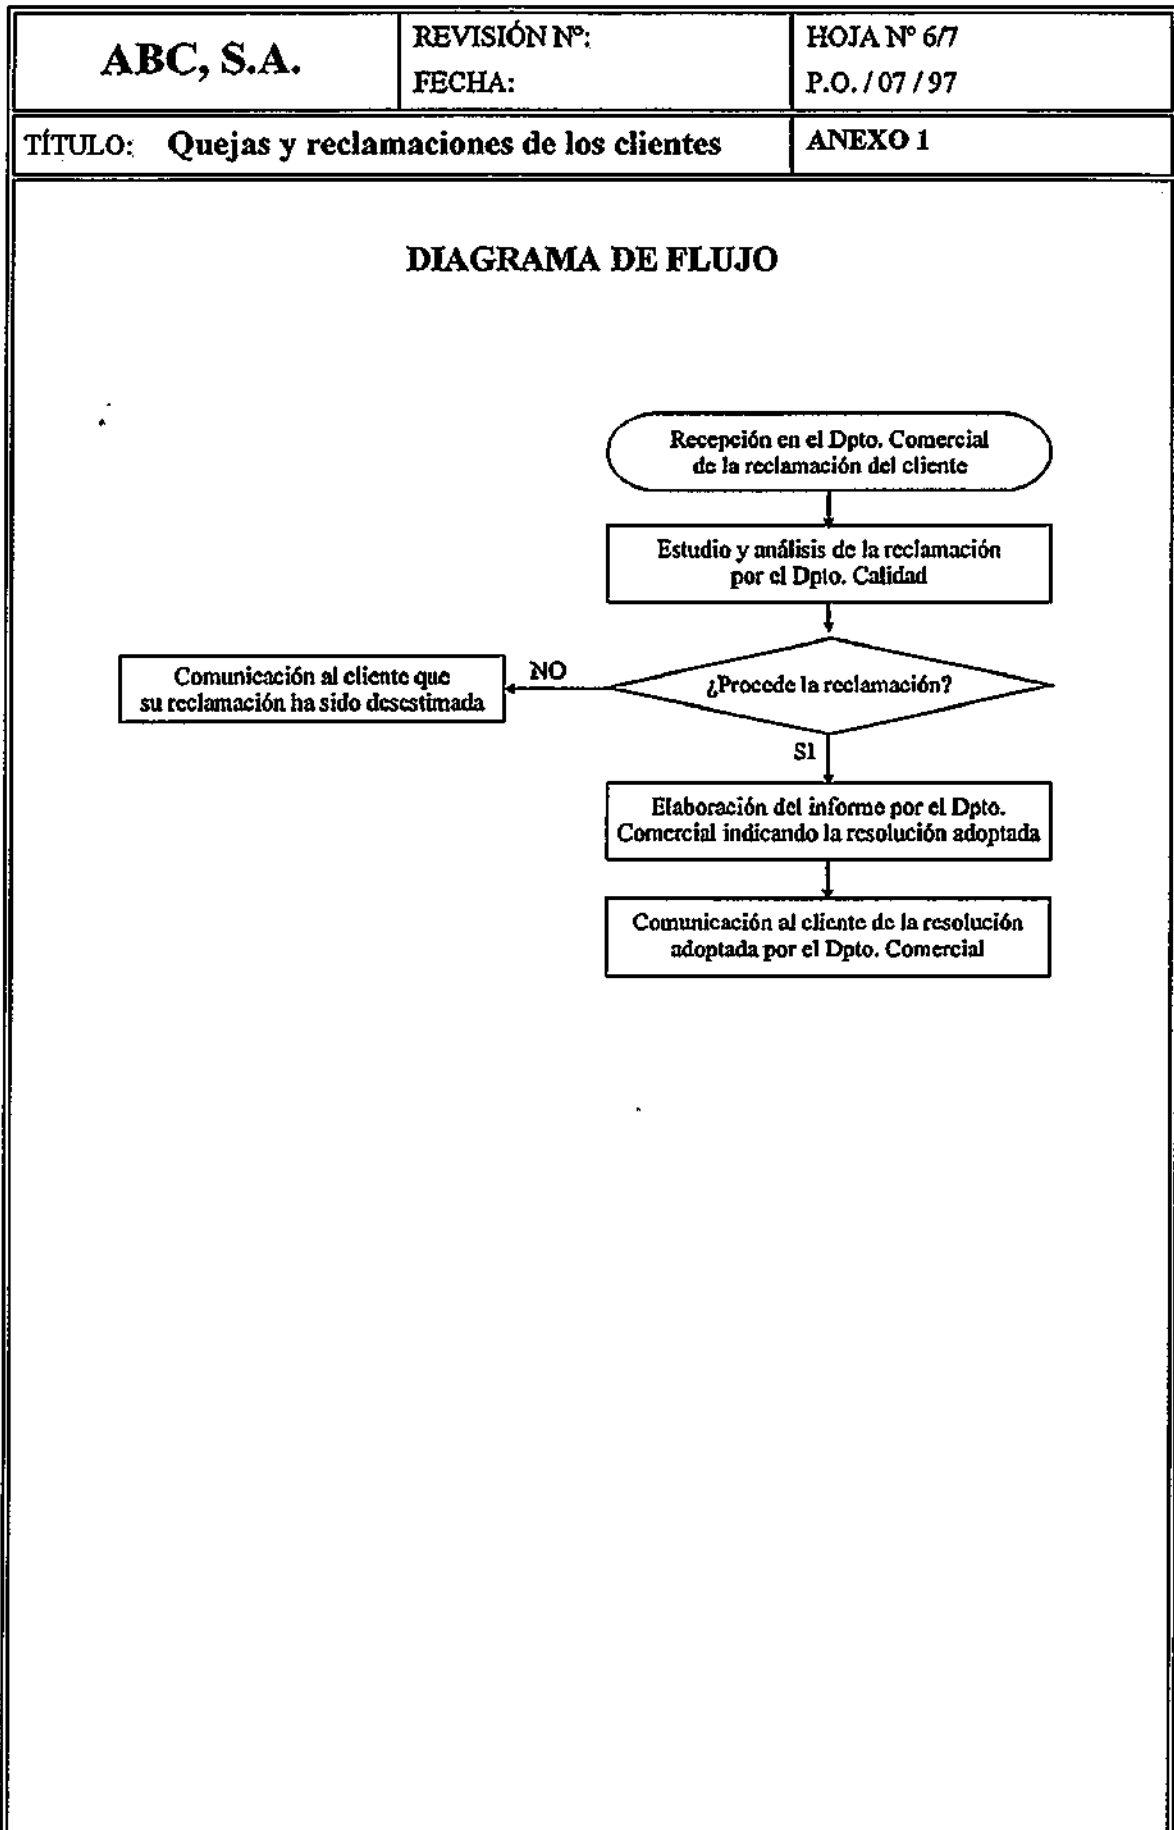 ABC, S.A.
REVISIÓN Nº:
FECHA:
HOJA Nº 6/7
P.O. / 07 / 97
TÍTULO: Quejas y reclamaciones de los clientes
ANEXO 1
DIAGRAMA DE FLUJO
Recepción en el Dpto. Comercial
de la reclamación del cliente
Estudio y análisis de la reclamación
por el Dpto. Calidad
¿Procede la reclamación?
NO
Comunicación al cliente que
su reclamación ha sido desestimada
SI
Elaboración del informe por el Dpto.
Comercial indicando la resolución adoptada
Comunicación al cliente de la resolución
adoptada por el Dpto. Comercial